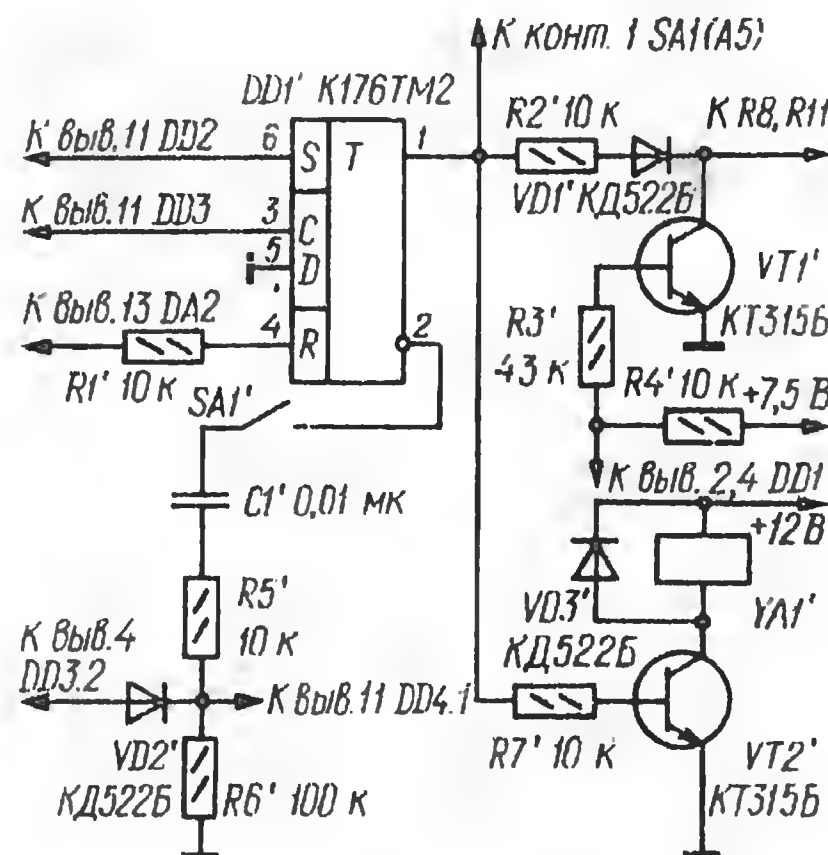 К конт. 1 SA1(A5)
DD1' К176ТМ2
К выв.11 DD2
6
S
T
1
R2' 10 к
К R8, R11
VD1' КД522Б
К выв.11 DD3
3
C
5
D
К выв.13 DA2
4
R
2
R1' 10 к
SA1'
VT1'
КТ315Б
R3'
43 к
R4' 10 к
+7,5 В
К выв. 2,4 DD1
+12В
C1' 0,01 мк
R5'
10 к
VD3'
КД522Б
YA1'
К выв.4
DD3.2
К выв.11 DD4.1
VD2'
КД522Б
R6' 100 к
R7' 10 к
VT2'
КТ315Б